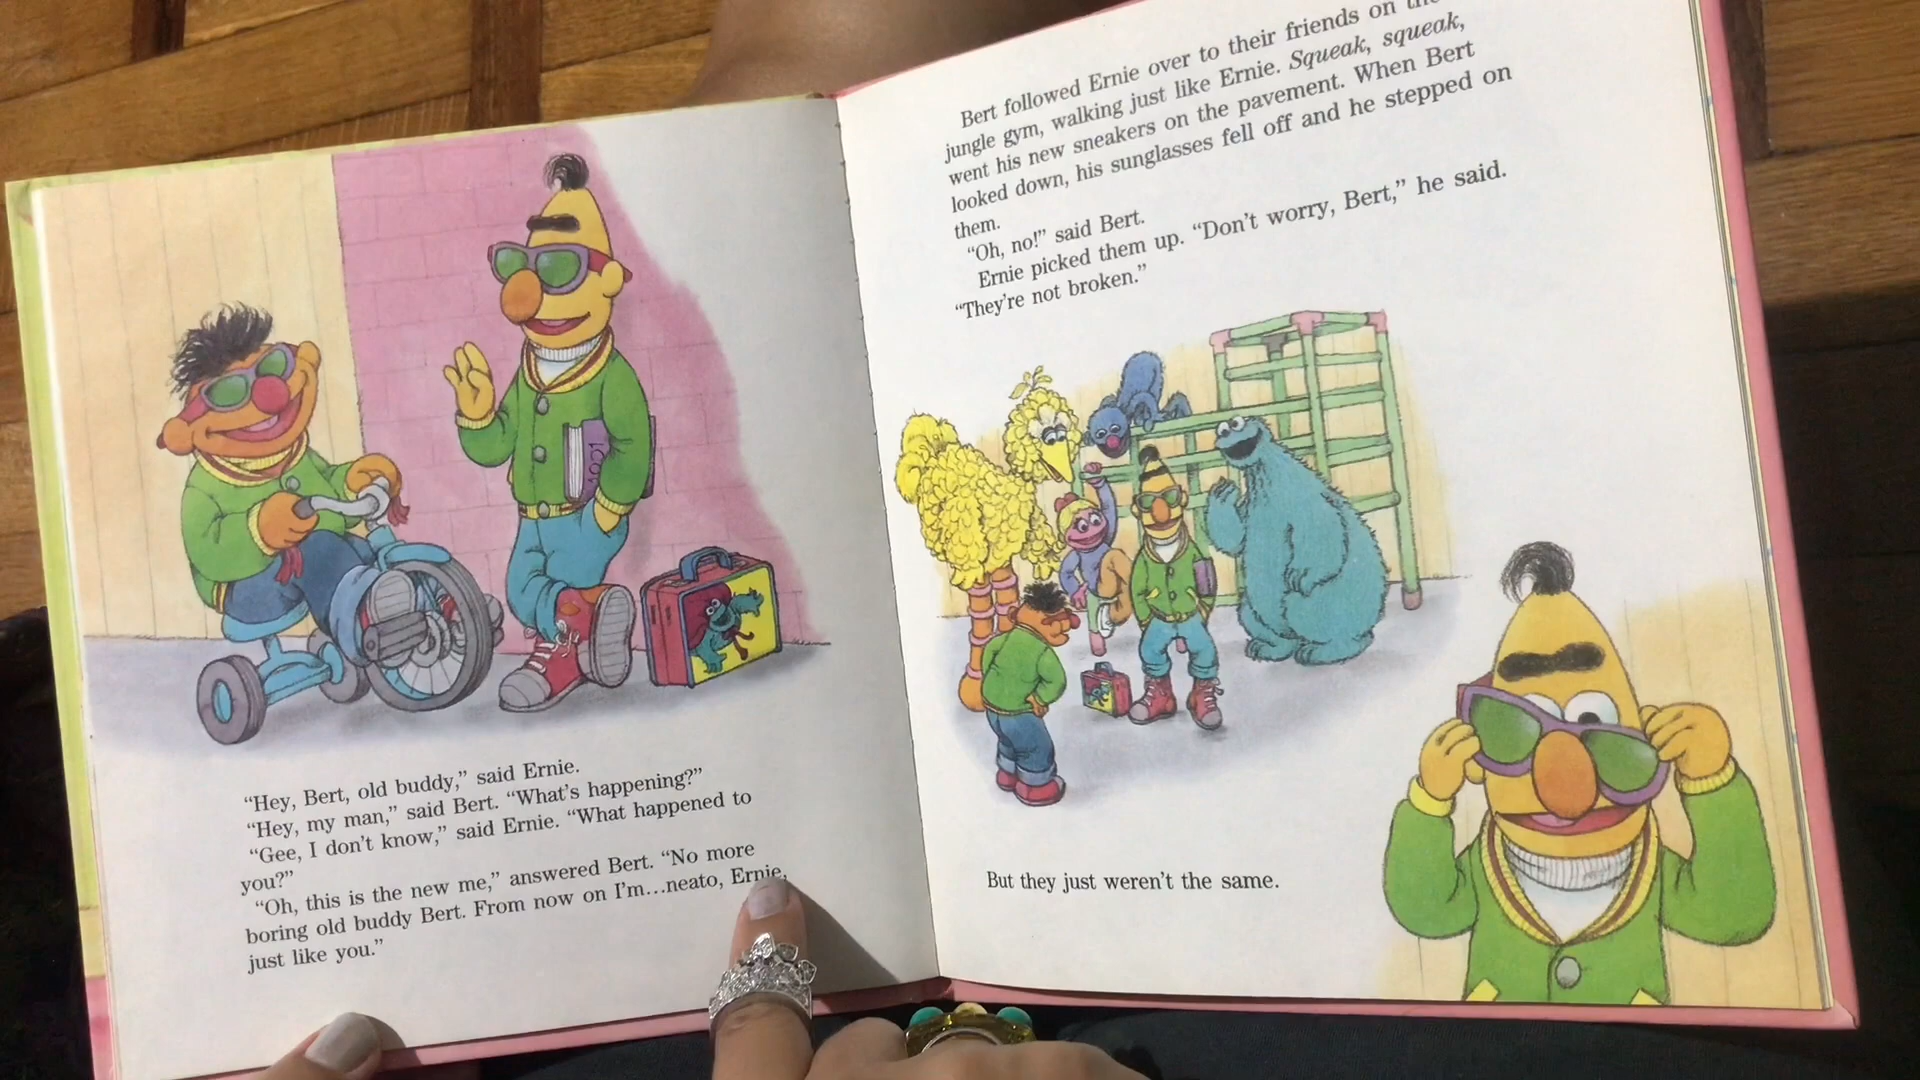 “Hey, Bert, old buddy,” said Ernie.
“Hey, my man,” said Bert. “What’s happening?”
“Gee, I don’t know,” said Ernie. “What happened to
you?”
“Oh, this is the new me,” answered Bert. “No more
boring old buddy Bert. From now on I’m...neato, Ernie,
just like you.”
Bert followed Ernie over to their friends on
jungle gym, walking just like Ernie. Squeak, squeak,
went his new sneakers on the pavement. When Bert
looked down, his sunglasses fell off and he stepped on
them.
“Oh, no!” said Bert.
Ernie picked them up. “Don’t worry, Bert,” he said.
“They’re not broken.”
But they just weren’t the same.